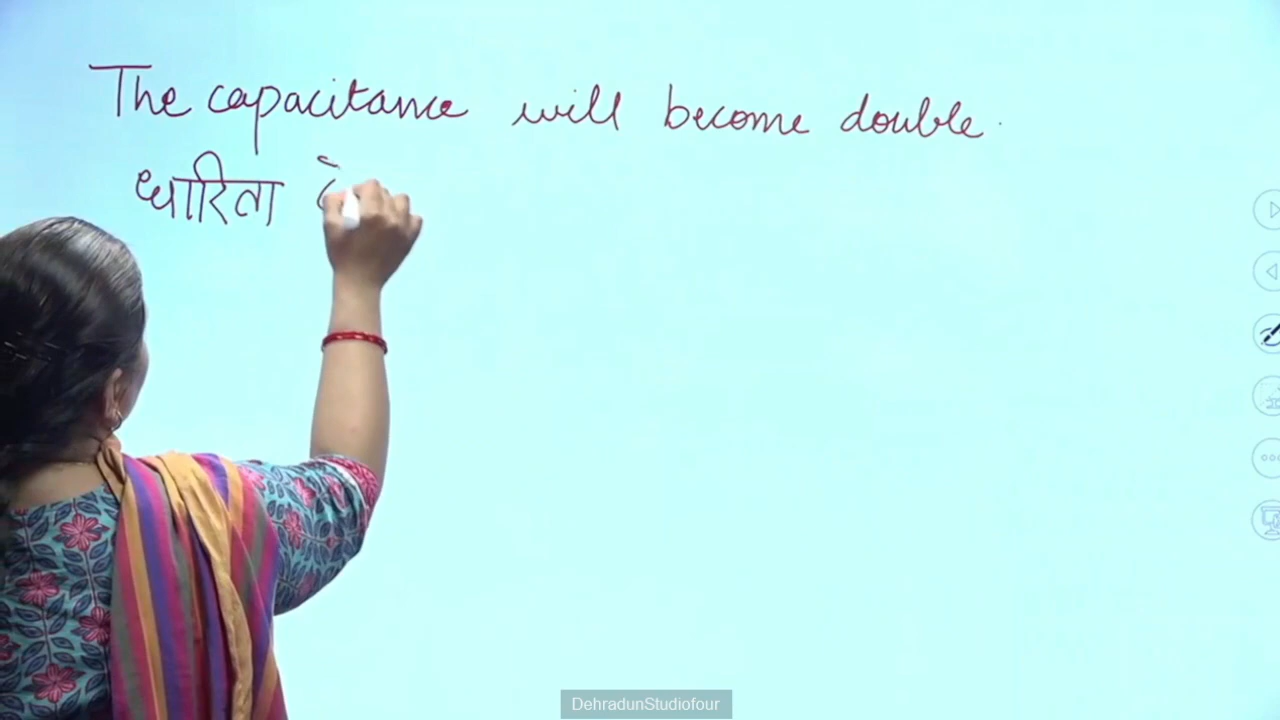 The capacitance will become double.
धारिता
DehradunStudiofour